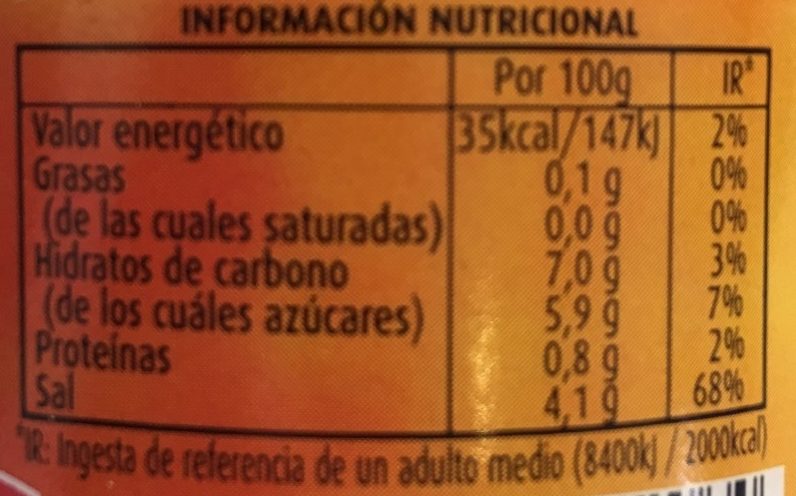 INFORMACIÓN NUTRICIONAL
Por 100g IR*
Valor energético 35kcal/147kJ 2%
Grasas 0,1 g 0%
(de las cuales saturadas) 0,0 g 0%
Hidratos de carbono 7,0 g 3%
(de los cuáles azúcares) 5,9 g 7%
Proteínas 0,8 g 2%
Sal 4,1 g 68%
*IR: Ingesta de referencia de un adulto medio (8400kJ / 2000kcal)